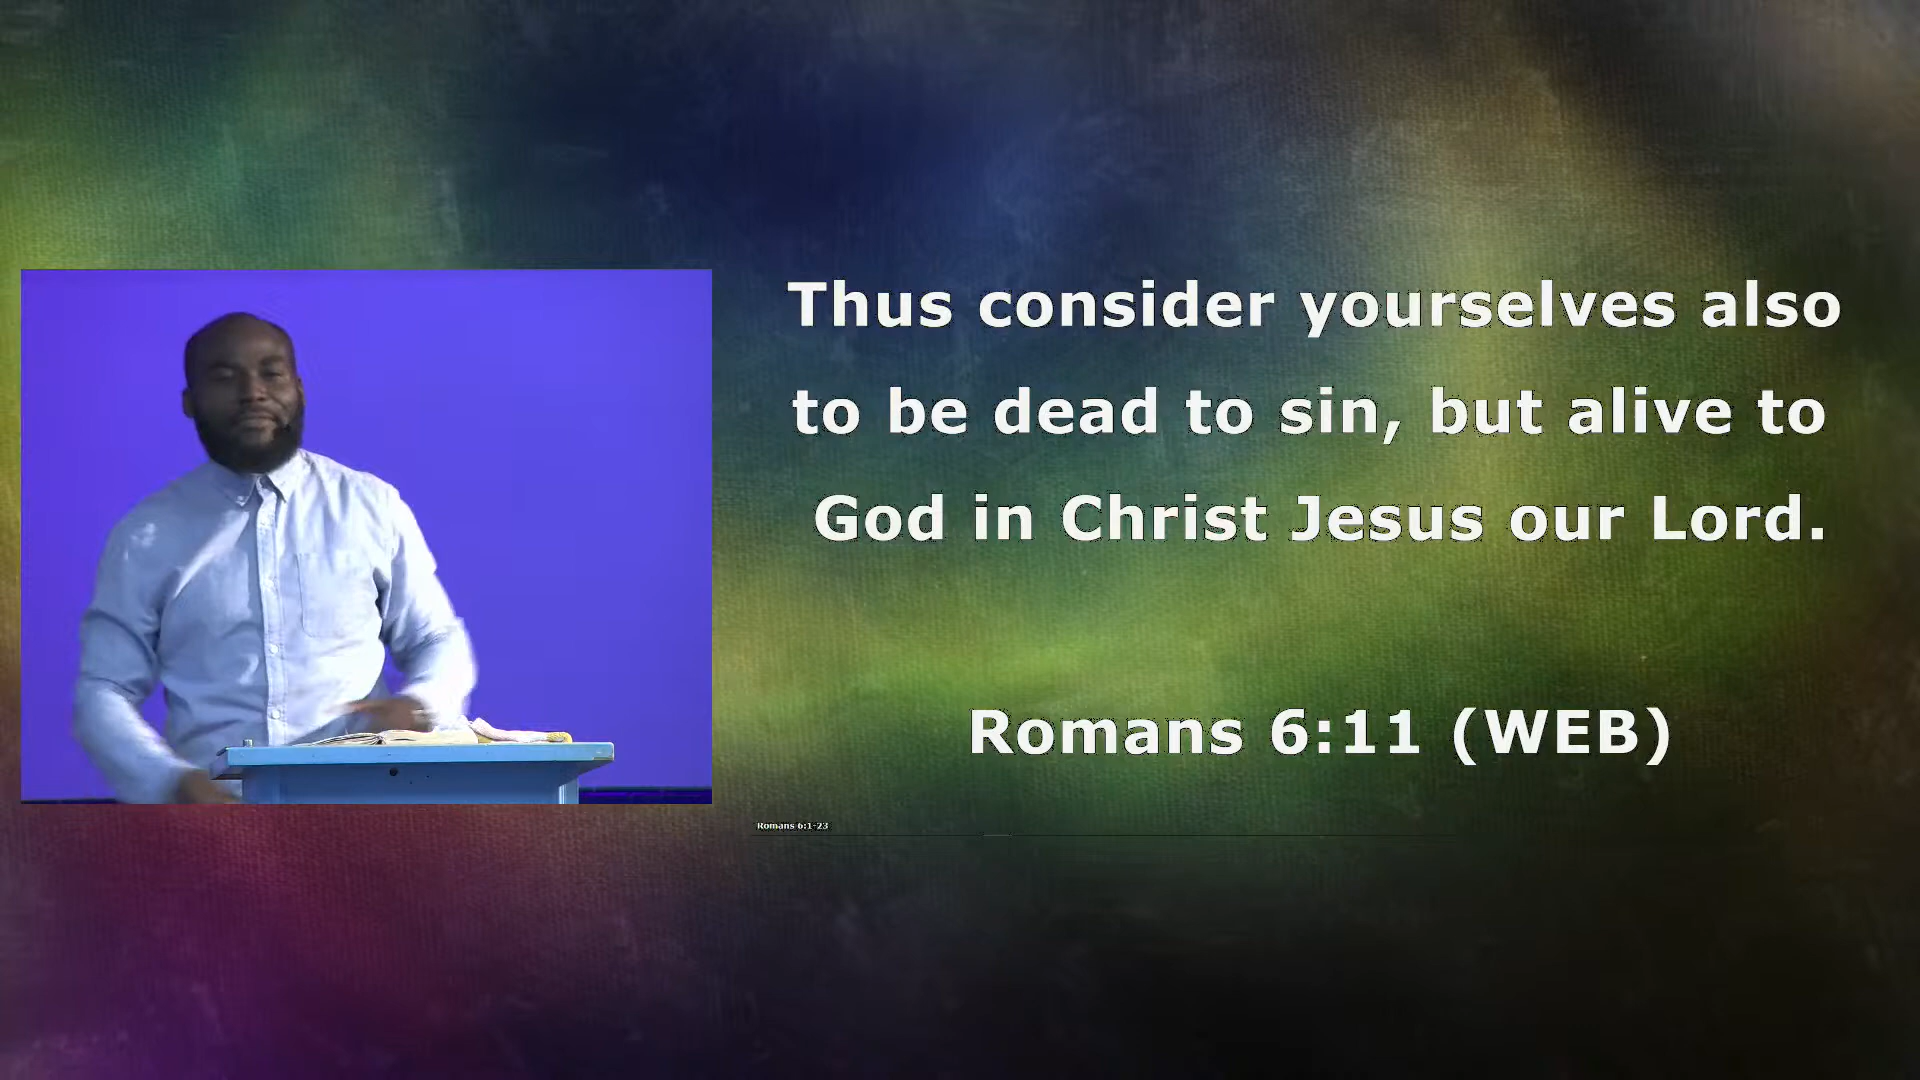 Thus consider yourselves also
to be dead to sin, but alive to
God in Christ Jesus our Lord.
Romans 6:11 (WEB)
Romans 6:1-23